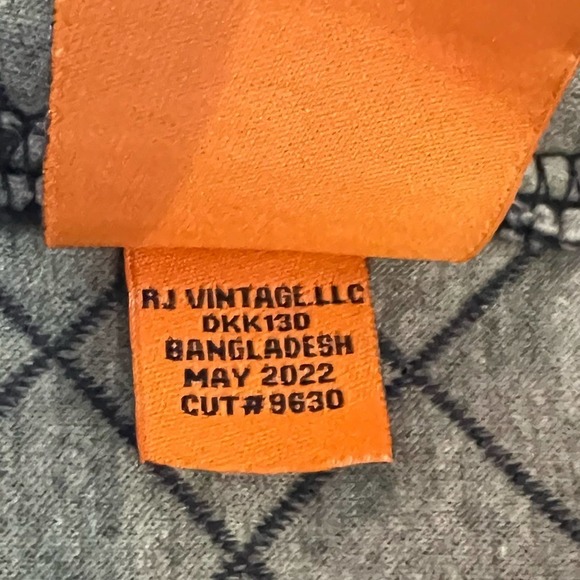 RJ VINTAGE.LLC
DKK130
BANGLADESH
MAY 2022
CUT#9630